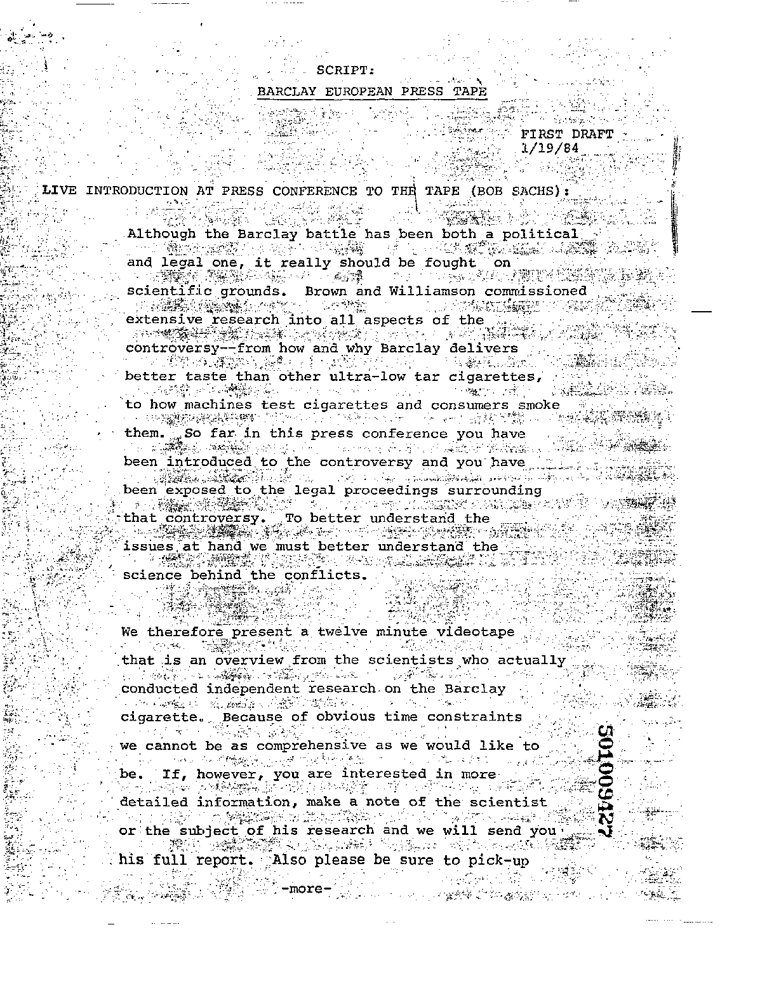 SCRIPT:
BARCLAY EUROPEAN PRESS TAPE
FIRST DRAFT
1/19/84
LIVE INTRODUCTION AT PRESS CONFERENCE TO THE TAPE (BOB SACHS):
Although the Barclay battle has been both a political
and legal one, it really should be fought on
scientific grounds. Brown and Williamson commissioned
extensive research into all aspects of the
controversy--from how and why Barclay delivers
better taste than other ultra-low tar cigarettes,
to how machines test cigarettes and consumers smoke
them. So far in this press conference you have
been introduced to the controversy and you have
been exposed to the legal proceedings surrounding
that controversy. To better understand the
issues at hand we must better understand the
science behind the conflicts.
We therefore present a twelve minute videotape
that is an overview from the scientists who actually
conducted independent research on the Barclay
cigarette. Because of obvious time constraints
we cannot be as comprehensive as we would like to
be. If, however, you are interested in more
detailed information, make a note of the scientist
or the subject of his research and we will send you
his full report. Also please be sure to pick-up
-more-
501009427